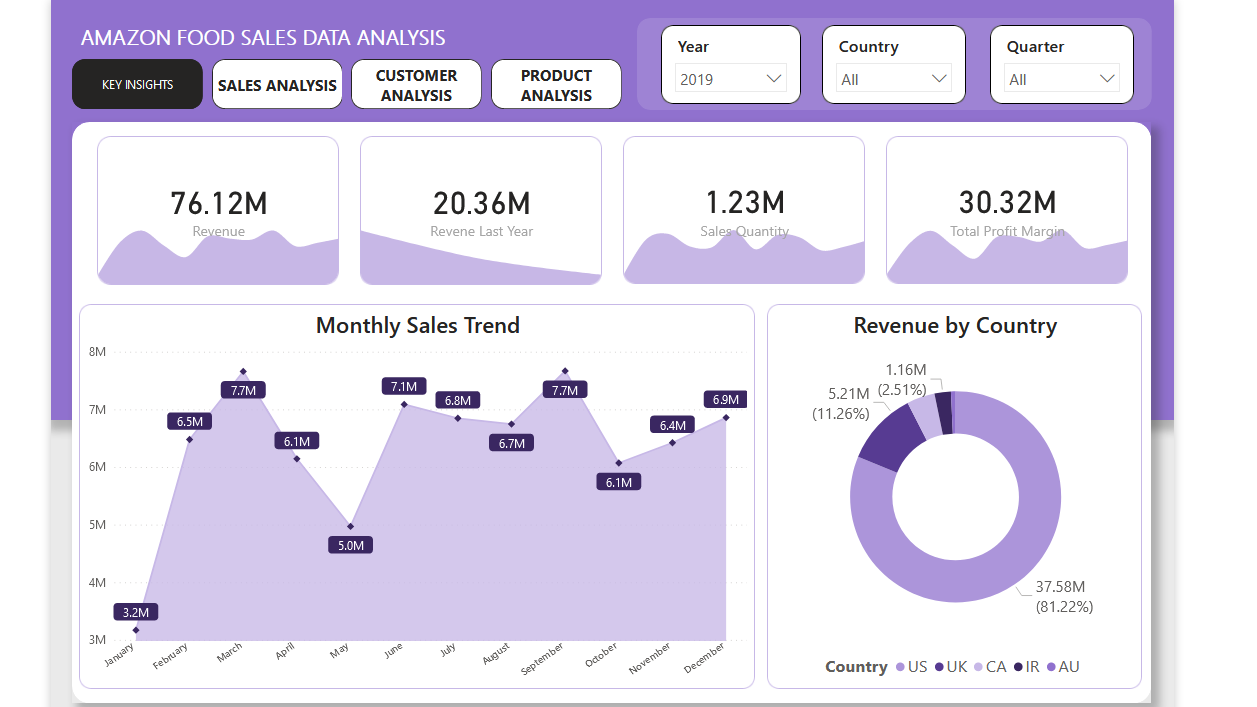 AMAZON FOOD SALES DATA ANALYSIS
KEY INSIGHTS
SALES ANALYSIS
CUSTOMER
ANALYSIS
PRODUCT
ANALYSIS
Year
2019
Country
All
Quarter
All
76.12M
Revenue
20.36M
Revene Last Year
1.23M
Sales Quantity
30.32M
Total Profit Margin
Monthly Sales Trend
8M
7M
6M
5M
4M
3M
3.2M
6.5M
7.7M
6.1M
5.0M
7.1M
6.8M
6.7M
7.7M
6.1M
6.4M
6.9M
January
February
March
April
May
June
July
August
September
October
November
December
Revenue by Country
1.16M
(2.51%)
5.21M
(11.26%)
37.58M
(81.22%)
Country US UK CA IR AU